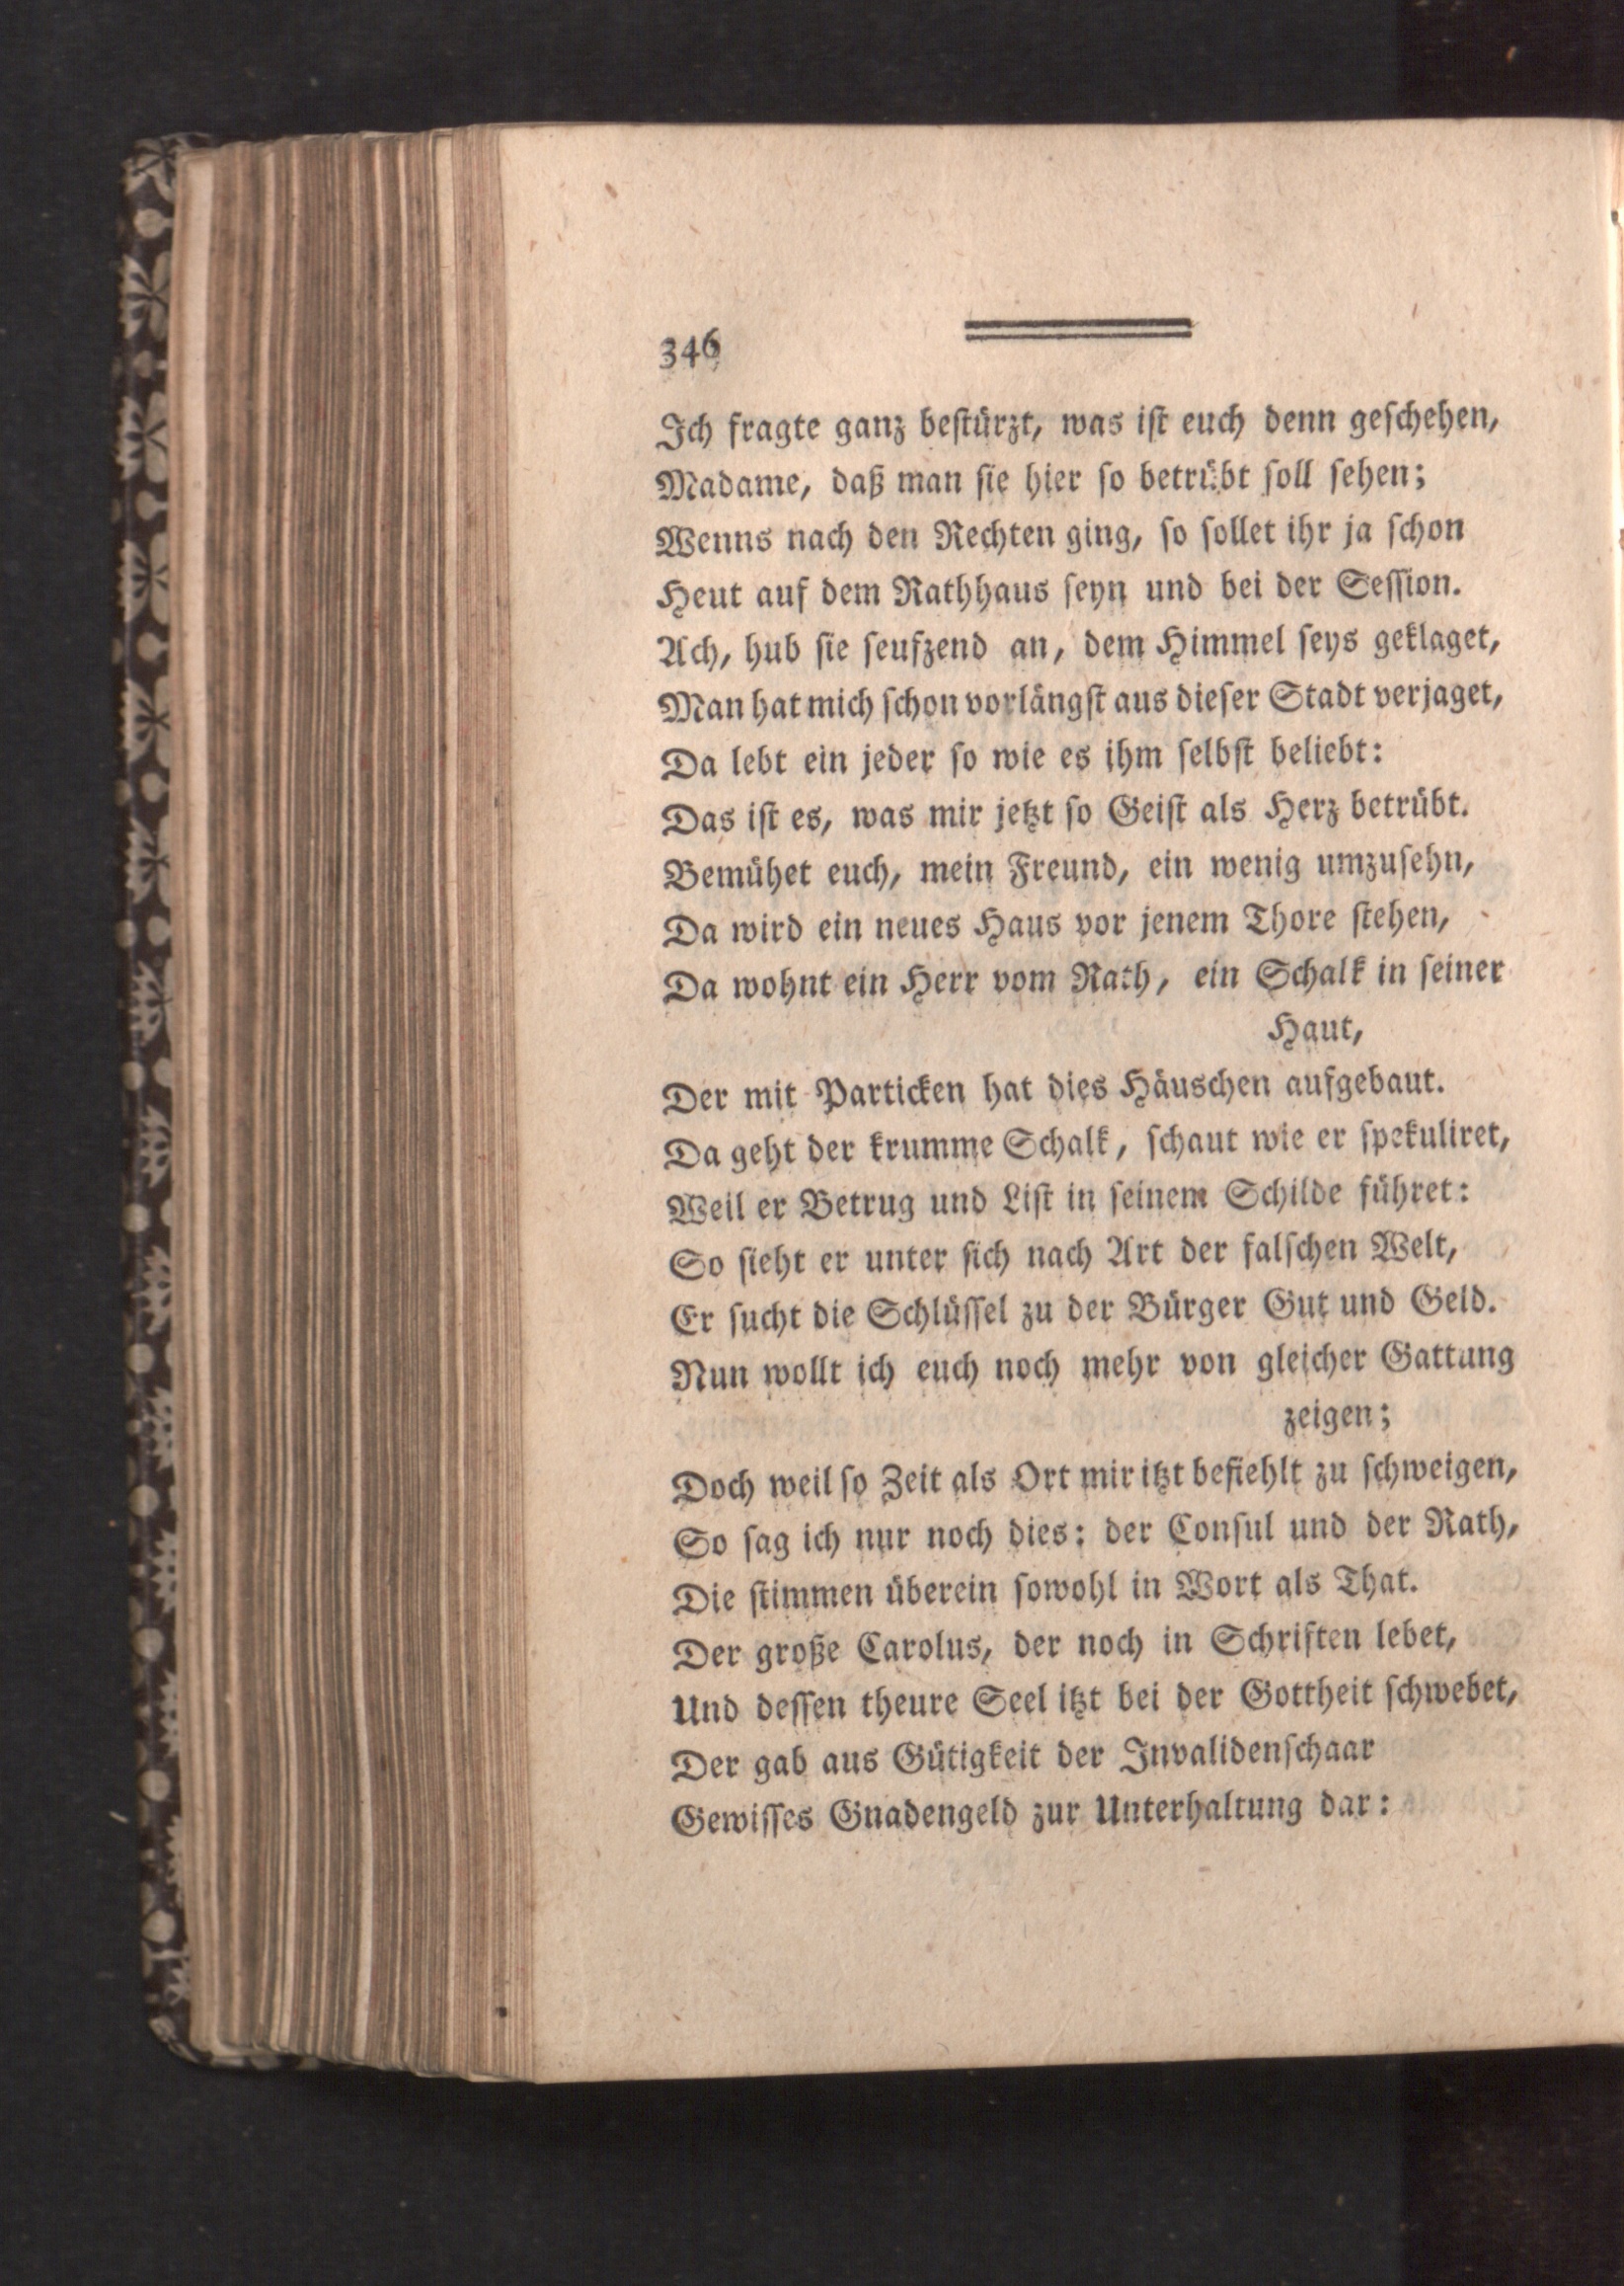 346
Ich fragte ganz bestürzt, was ist euch denn geschehen,
Madame, daß man sie hier so betrübt soll sehen;
Wenns nach den Rechten ging, so sollet ihr ja schon
Heut auf dem Rathhaus seyn und bei der Session.
Ach, hub sie seufzend an, dem Himmel seys geklaget,
Man hat mich schon vorlängst aus dieser Stadt verjaget,
Da lebt ein jeder so wie es ihm selbst beliebt:
Das ist es, was mir jetzt so Geist als Herz betrübt.
Bemühet euch, mein Freund, ein wenig umzusehn,
Da wird ein neues Haus vor jenem Thore stehen,
Da wohnt ein Herr vom Rath, ein Schalk in seiner
Haut,
Der mit Particken hat dies Häuschen aufgebaut.
Da geht der krumme Schalk, schaut wie er spekuliret,
Weil er Betrug und List in seinem Schilde führet:
So sieht er unter sich nach Art der falschen Welt,
Er sucht die Schlüssel zu der Bürger Gut und Geld.
Nun wollt ich euch noch mehr von gleicher Gattung
zeigen;
Doch weil so Zeit als Ort mir itzt befiehlt zu schweigen,
So sag ich nur noch dies: der Consul und der Rath,
Die stimmen überein sowohl in Wort als That.
Der große Carolus, der noch in Schriften lebet,
Und dessen theure Seel itzt bei der Gottheit schwebet,
Der gab aus Gütigkeit der Invalidenschaar
Gewisses Gnadengeld zur Unterhaltung dar: